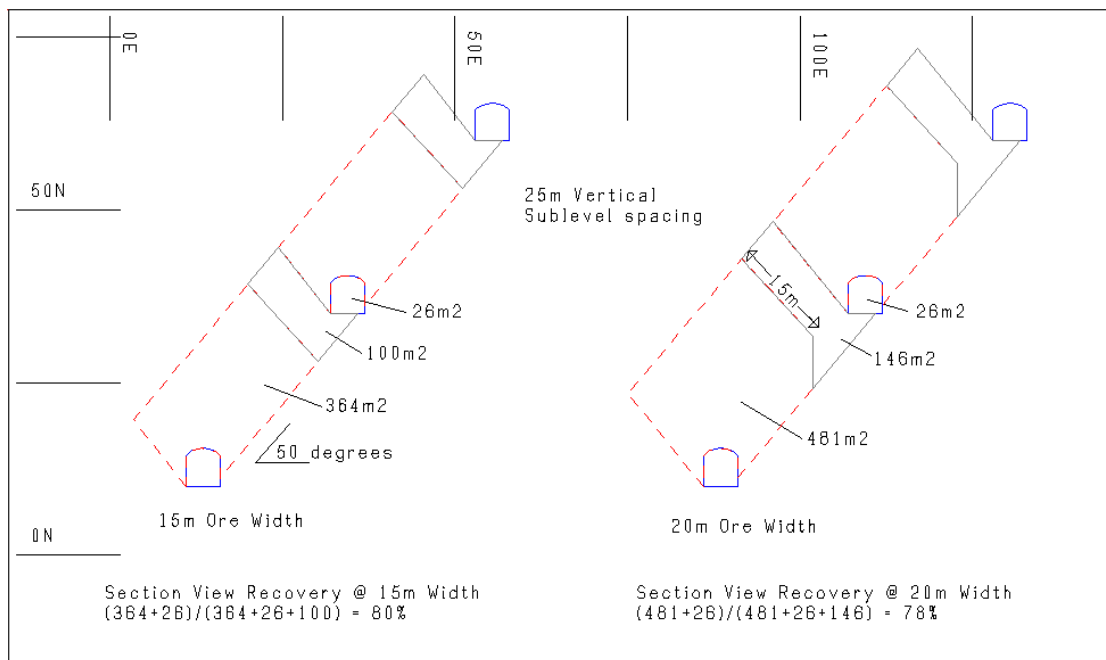 0E
50E
100E
50N
25m Vertical
Sublevel spacing
26m2
100m2
364m2
50 degrees
15m
26m2
146m2
481m2
15m Ore Width
20m Ore Width
0N
Section View Recovery @ 15m Width
(364+26)/(364+26+100) = 80%
Section View Recovery @ 20m Width
(481+26)/(481+26+146) = 78%